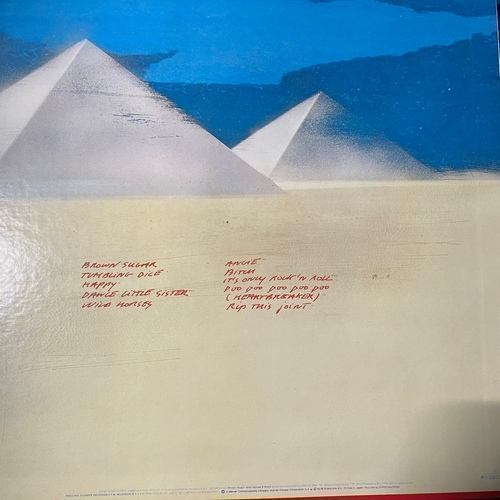 BROWN SUGAR
TUMBLING DICE
HAPPY
DANCE LITTLE SISTER
WILD HORSES
ANGIE
BITCH
IT'S ONLY ROCK 'N ROLL
DOO DOO DOO DOO DOO
(HEARTBREAKER)
RIP THIS JOINT